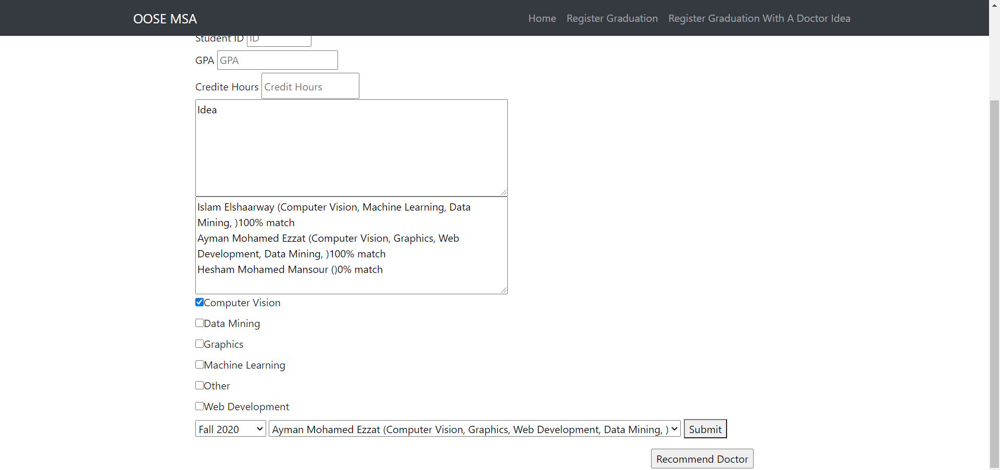 OOSE MSA
Home Register Graduation Register Graduation With A Doctor Idea
Student ID ID
GPA GPA
Credite Hours Credit Hours
Idea
Islam Elshaarway (Computer Vision, Machine Learning, Data
Mining, )100% match
Ayman Mohamed Ezzat (Computer Vision, Graphics, Web
Development, Data Mining, )100% match
Hesham Mohamed Mansour ()0% match
Computer Vision
Data Mining
Graphics
Machine Learning
Other
Web Development
Fall 2020 Ayman Mohamed Ezzat (Computer Vision, Graphics, Web Development, Data Mining, ) Submit
Recommend Doctor